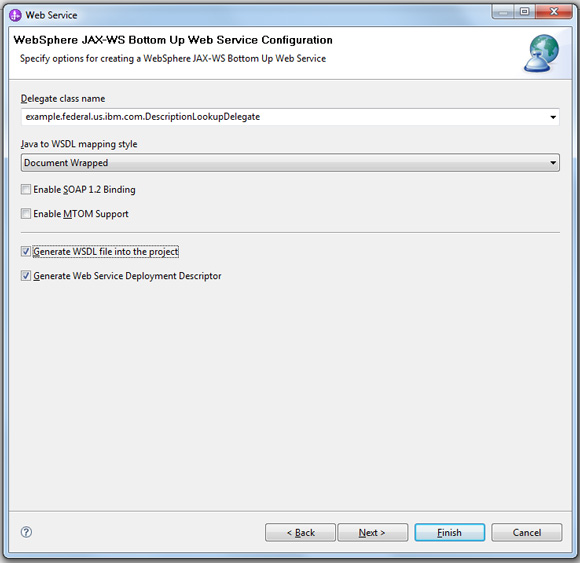 Web Service
WebSphere JAX-WS Bottom Up Web Service Configuration
Specify options for creating a WebSphere JAX-WS Bottom Up Web Service
Delegate class name
example.federal.us.ibm.com.DescriptionLookupDelegate
Java to WSDL mapping style
Document Wrapped
Enable SOAP 1.2 Binding
Enable MTOM Support
Generate WSDL file into the project
Generate Web Service Deployment Descriptor
? < Back Next > Finish Cancel